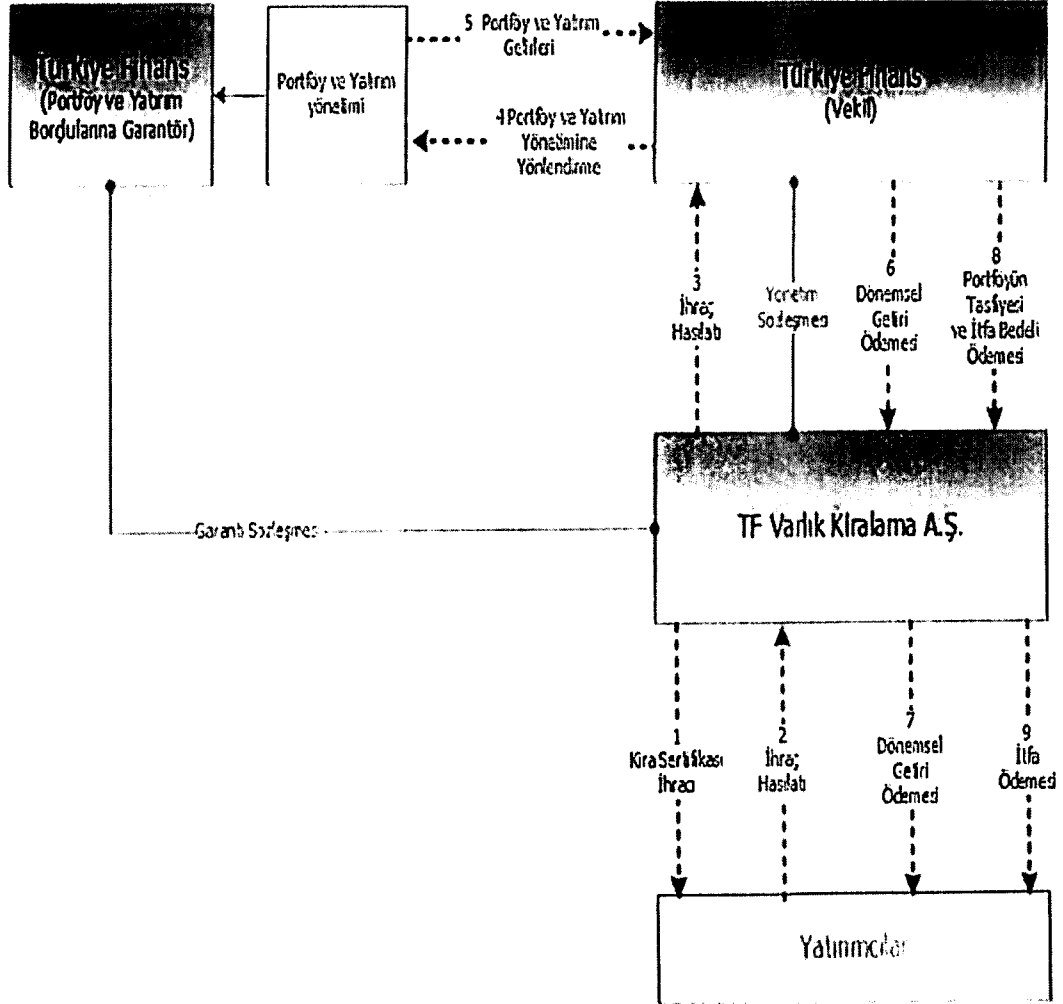 Türkiye Finans
(Portföy ve Yatırım
Borçlularına Garantör)
Portföy ve Yatırım
yönetimi
5 Portföy ve Yatırım
Getirileri
4 Portföy ve Yatırım
Yönetimine
Yönlendirme
Türkiye Finans
(Vekil)
3
İhraç
Hasılatı
Yönetim
Sözleşmesi
6
Dönemsel
Getiri
Ödemesi
8
Portföyün
Tasfiyesi
ve İtfa Bedeli
Ödemesi
Garanti Sözleşmesi
TF Varlık Kiralama A.Ş.
1
Kira Sertifikası
İhracı
2
İhraç
Hasılatı
7
Dönemsel
Getiri
Ödemesi
9
İtfa
Ödemesi
Yatırımcılar